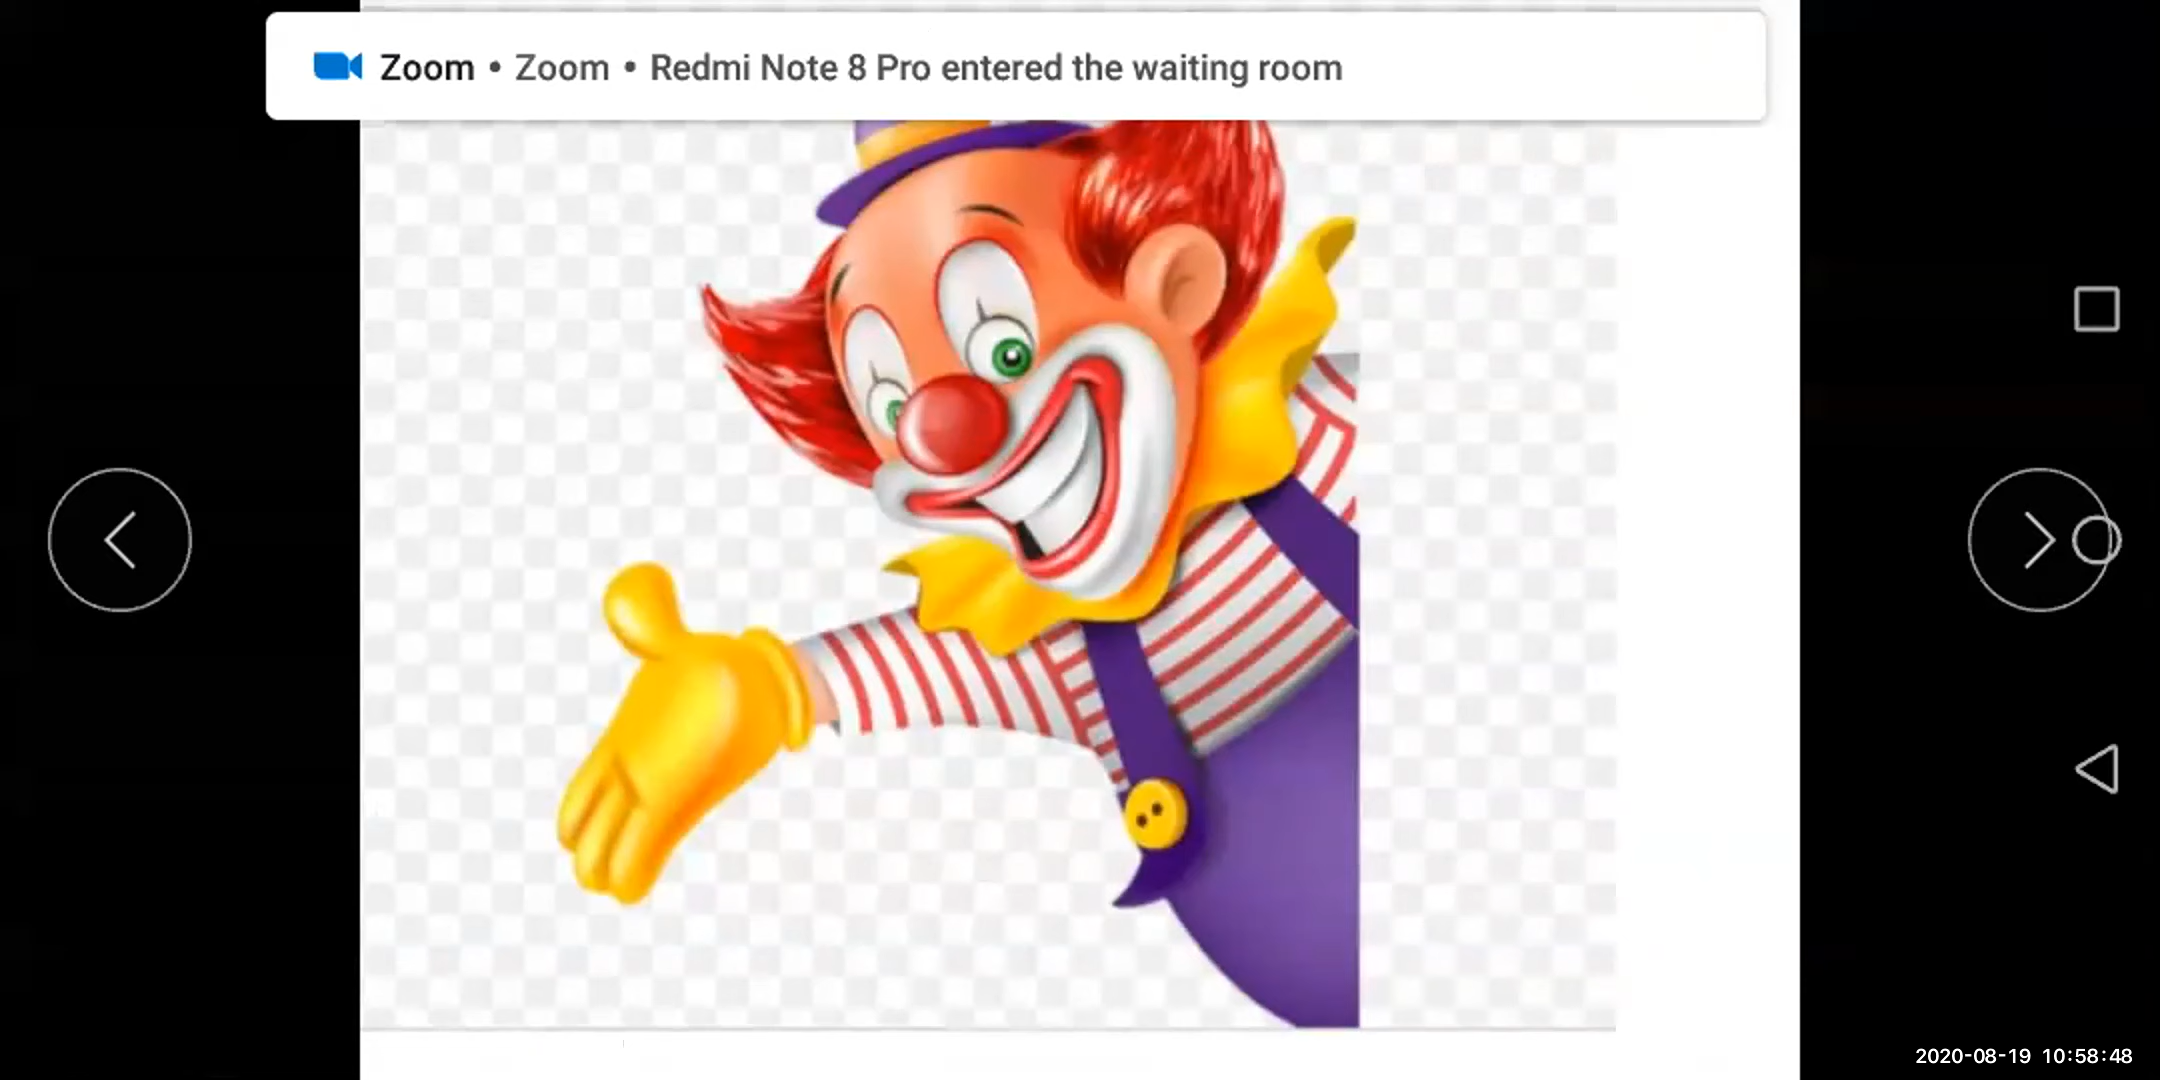 Zoom • Zoom • Redmi Note 8 Pro entered the waiting room
2020-08-19 10:58:48